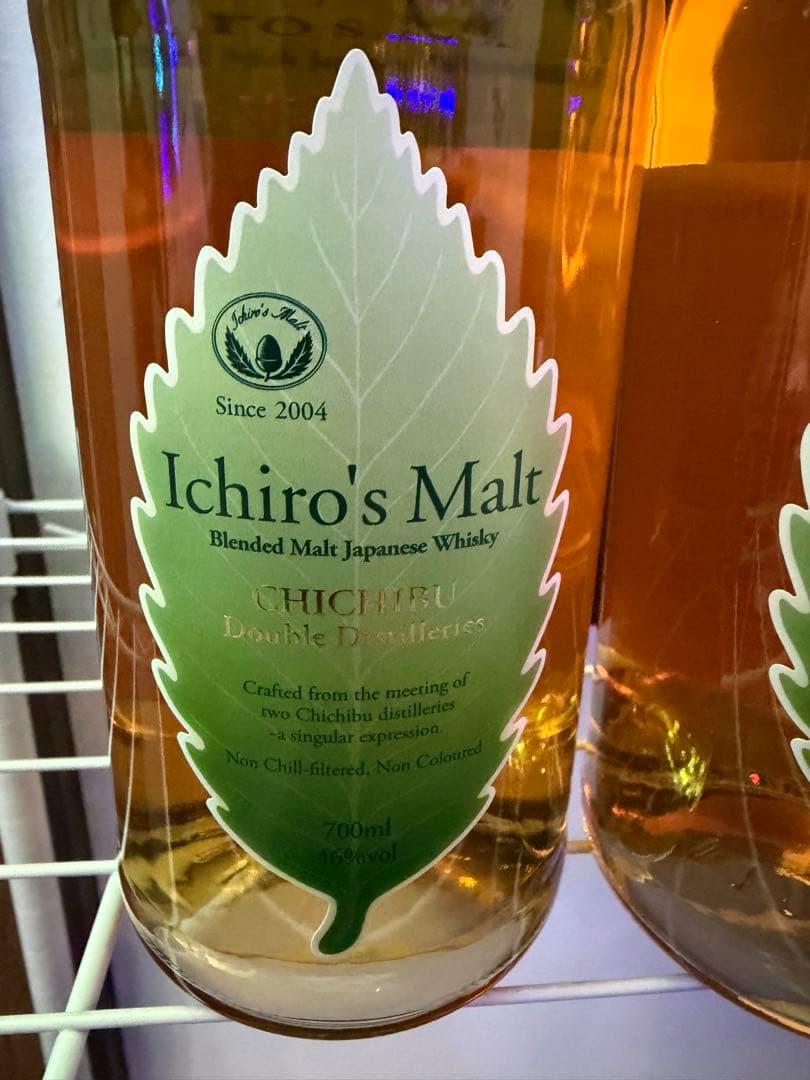 Ichiro's Malt
Since 2004
Ichiro's Malt
Blended Malt Japanese Whisky
CHICHIBU
Double Distilleries
Crafted from the meeting of
two Chichibu distilleries
-a singular expression.
Non Chill-filtered, Non Coloured
700ml
46%vol